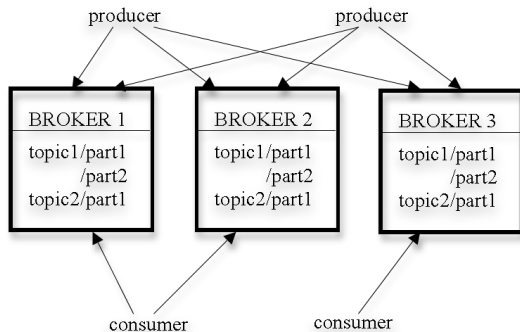 producer producer
BROKER 1 BROKER 2 BROKER 3
topic1/part1 topic1/part1 topic1/part1
/part2 /part2 /part2
topic2/part1 topic2/part1 topic2/part1
consumer consumer